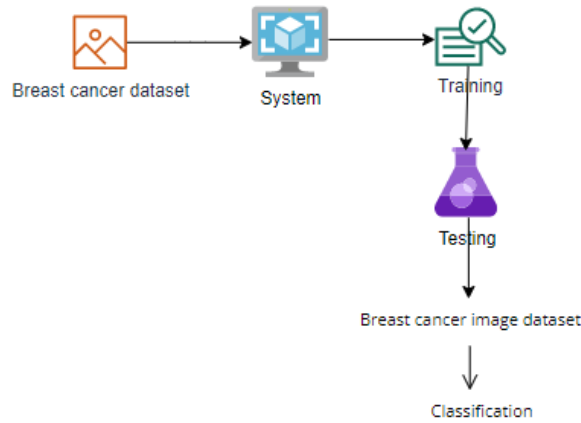 Breast cancer dataset
System
Training
Testing
Breast cancer image dataset
Classification